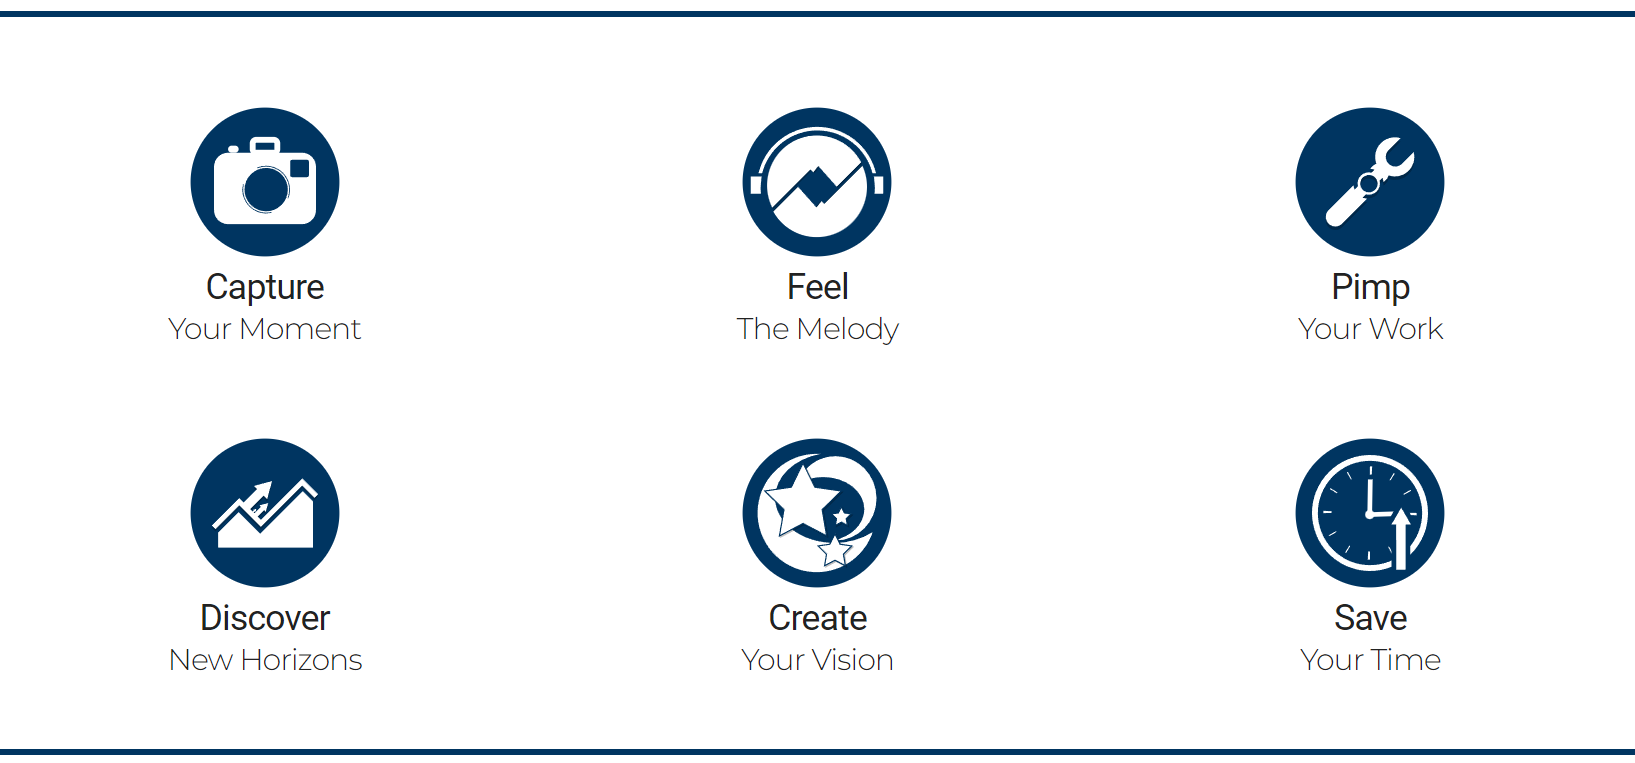 Capture
Your Moment
Feel
The Melody
Pimp
Your Work
Discover
New Horizons
Create
Your Vision
Save
Your Time